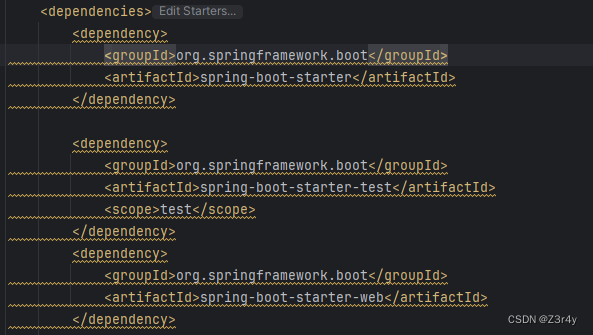 <dependencies> Edit Starters...
<dependency>
<groupId>org.springframework.boot</groupId>
<artifactId>spring-boot-starter</artifactId>
</dependency>
<dependency>
<groupId>org.springframework.boot</groupId>
<artifactId>spring-boot-starter-test</artifactId>
<scope>test</scope>
</dependency>
<dependency>
<groupId>org.springframework.boot</groupId>
<artifactId>spring-boot-starter-web</artifactId>
</dependency>
CSDN @Z3r4y